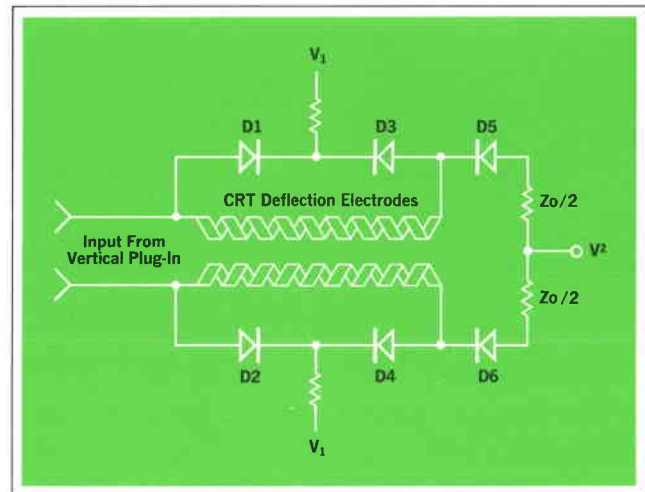 V₁
D1
D3
D5
CRT Deflection Electrodes
Zo/2
Input From
Vertical Plug-In
V²
Zo/2
D2
D4
D6
V₁